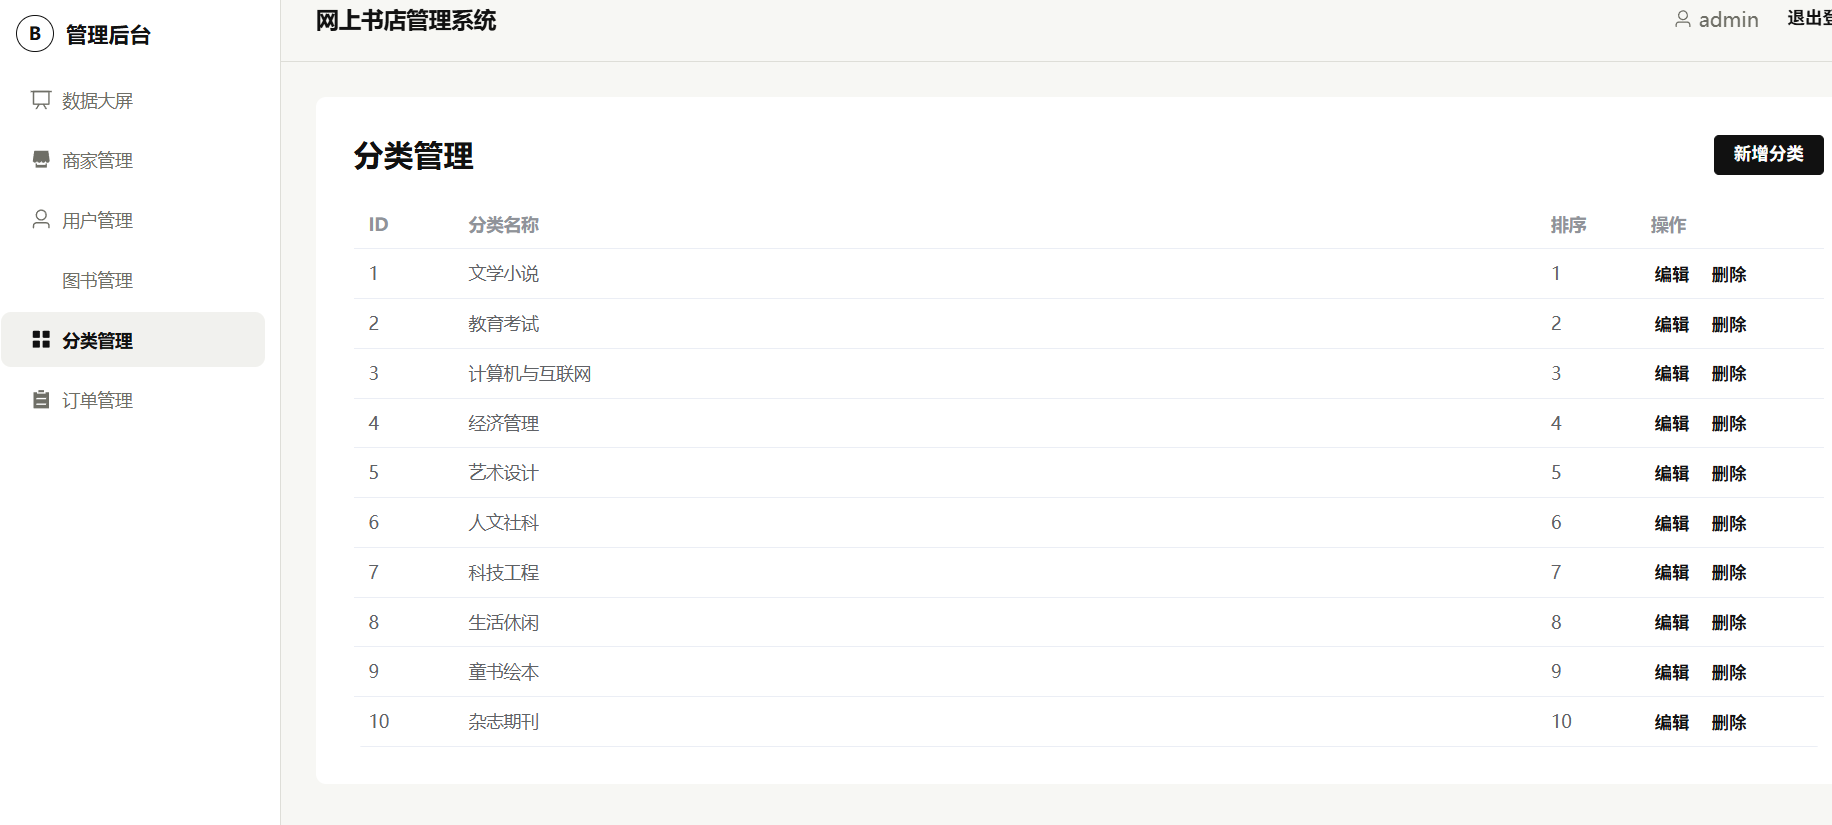 B 管理后台
数据大屏
商家管理
用户管理
图书管理
分类管理
订单管理
网上书店管理系统
admin 退出
分类管理
新增分类
ID 分类名称 排序 操作
1 文学小说 1 编辑 删除
2 教育考试 2 编辑 删除
3 计算机与互联网 3 编辑 删除
4 经济管理 4 编辑 删除
5 艺术设计 5 编辑 删除
6 人文社科 6 编辑 删除
7 科技工程 7 编辑 删除
8 生活休闲 8 编辑 删除
9 童书绘本 9 编辑 删除
10 杂志期刊 10 编辑 删除